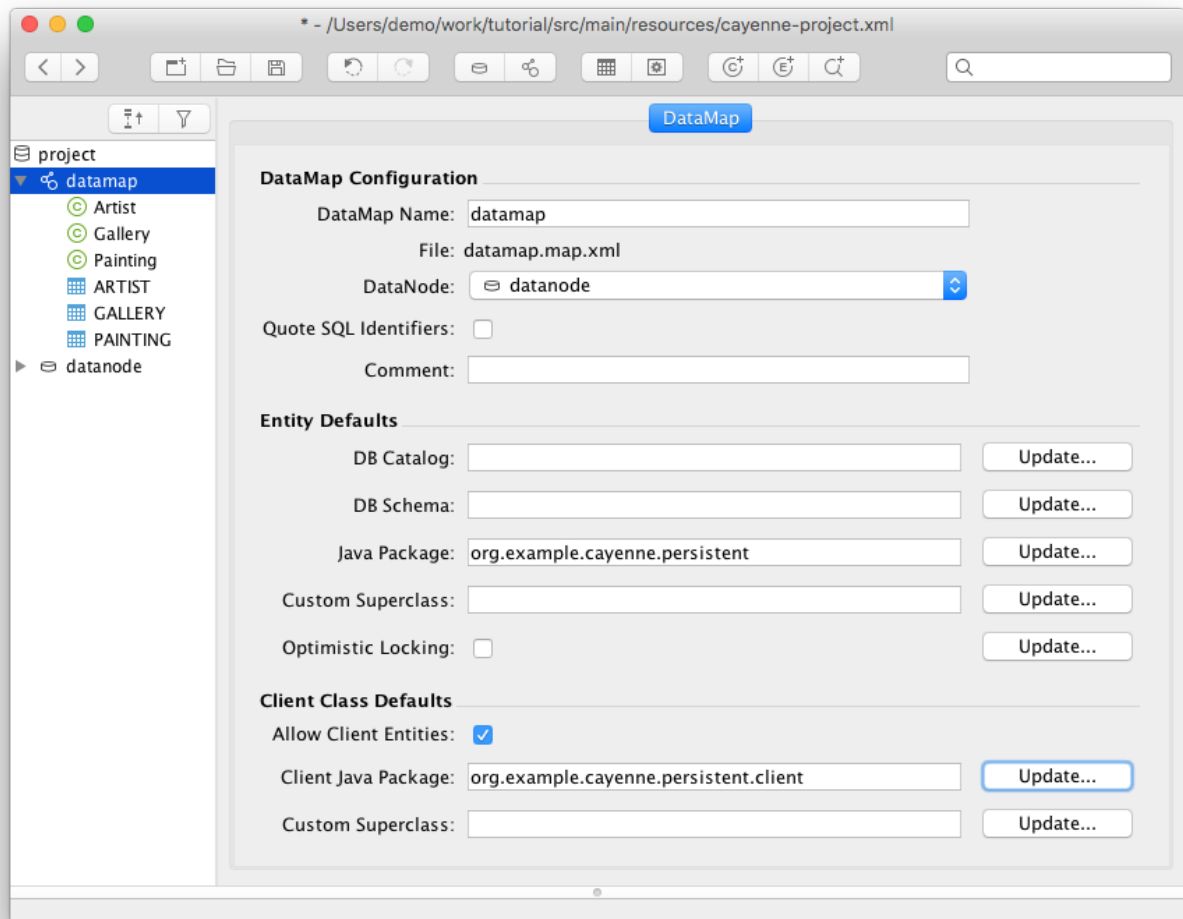 * - /Users/demo/work/tutorial/src/main/resources/cayenne-project.xml
project
datamap
Artist
Gallery
Painting
ARTIST
GALLERY
PAINTING
datanode
DataMap
DataMap Configuration
DataMap Name: datamap
File: datamap.map.xml
DataNode: datanode
Quote SQL Identifiers:
Comment:
Entity Defaults
DB Catalog: Update...
DB Schema: Update...
Java Package: org.example.cayenne.persistent Update...
Custom Superclass: Update...
Optimistic Locking: Update...
Client Class Defaults
Allow Client Entities:
Client Java Package: org.example.cayenne.persistent.client Update...
Custom Superclass: Update...